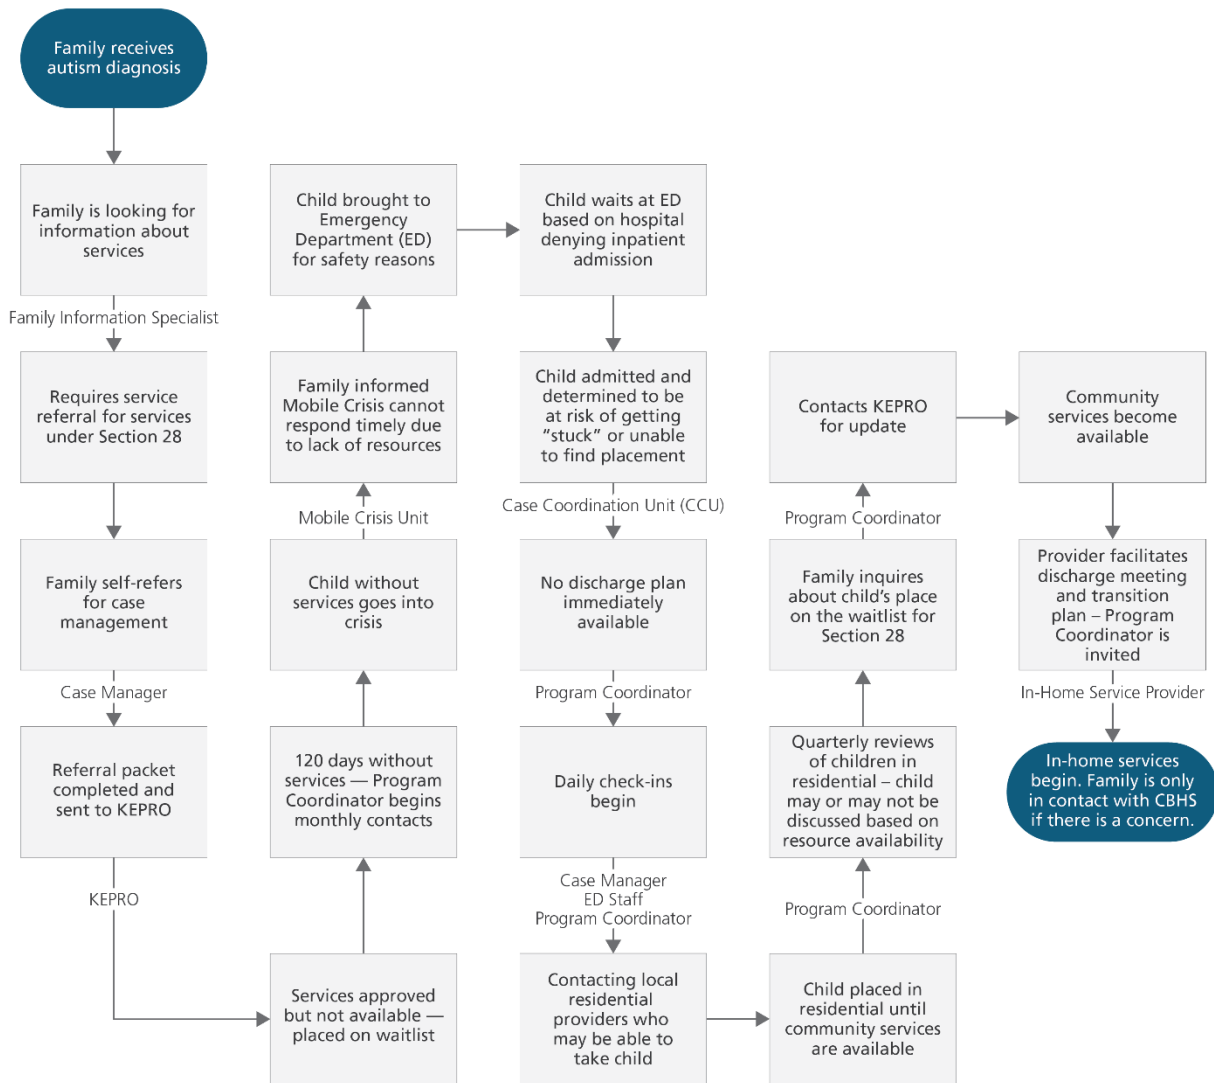 Family receives
autism diagnosis
Family is looking for
information about
services
Family Information Specialist
Requires service
referral for services
under Section 28
Family self-refers
for case
management
Case Manager
Referral packet
completed and
sent to KEPRO
KEPRO
Services approved
but not available —
placed on waitlist
120 days without
services — Program
Coordinator begins
monthly contacts
Child without
services goes into
crisis
Mobile Crisis Unit
Family informed
Mobile Crisis cannot
respond timely due
to lack of resources
Child brought to
Emergency
Department (ED)
for safety reasons
Child waits at ED
based on hospital
denying inpatient
admission
Child admitted and
determined to be
at risk of getting
“stuck” or unable
to find placement
Case Coordination Unit (CCU)
No discharge plan
immediately
available
Program Coordinator
Daily check-ins
begin
Case Manager
ED Staff
Program Coordinator
Contacting local
residential
providers who
may be able to
take child
Child placed in
residential until
community services
are available
Program Coordinator
Quarterly reviews
of children in
residential – child
may or may not be
discussed based on
resource availability
Family inquires
about child’s place
on the waitlist for
Section 28
Program Coordinator
Contacts KEPRO
for update
Community
services become
available
Provider facilitates
discharge meeting
and transition
plan – Program
Coordinator is
invited
In-Home Service Provider
In-home services
begin. Family is only
in contact with CBHS
if there is a concern.